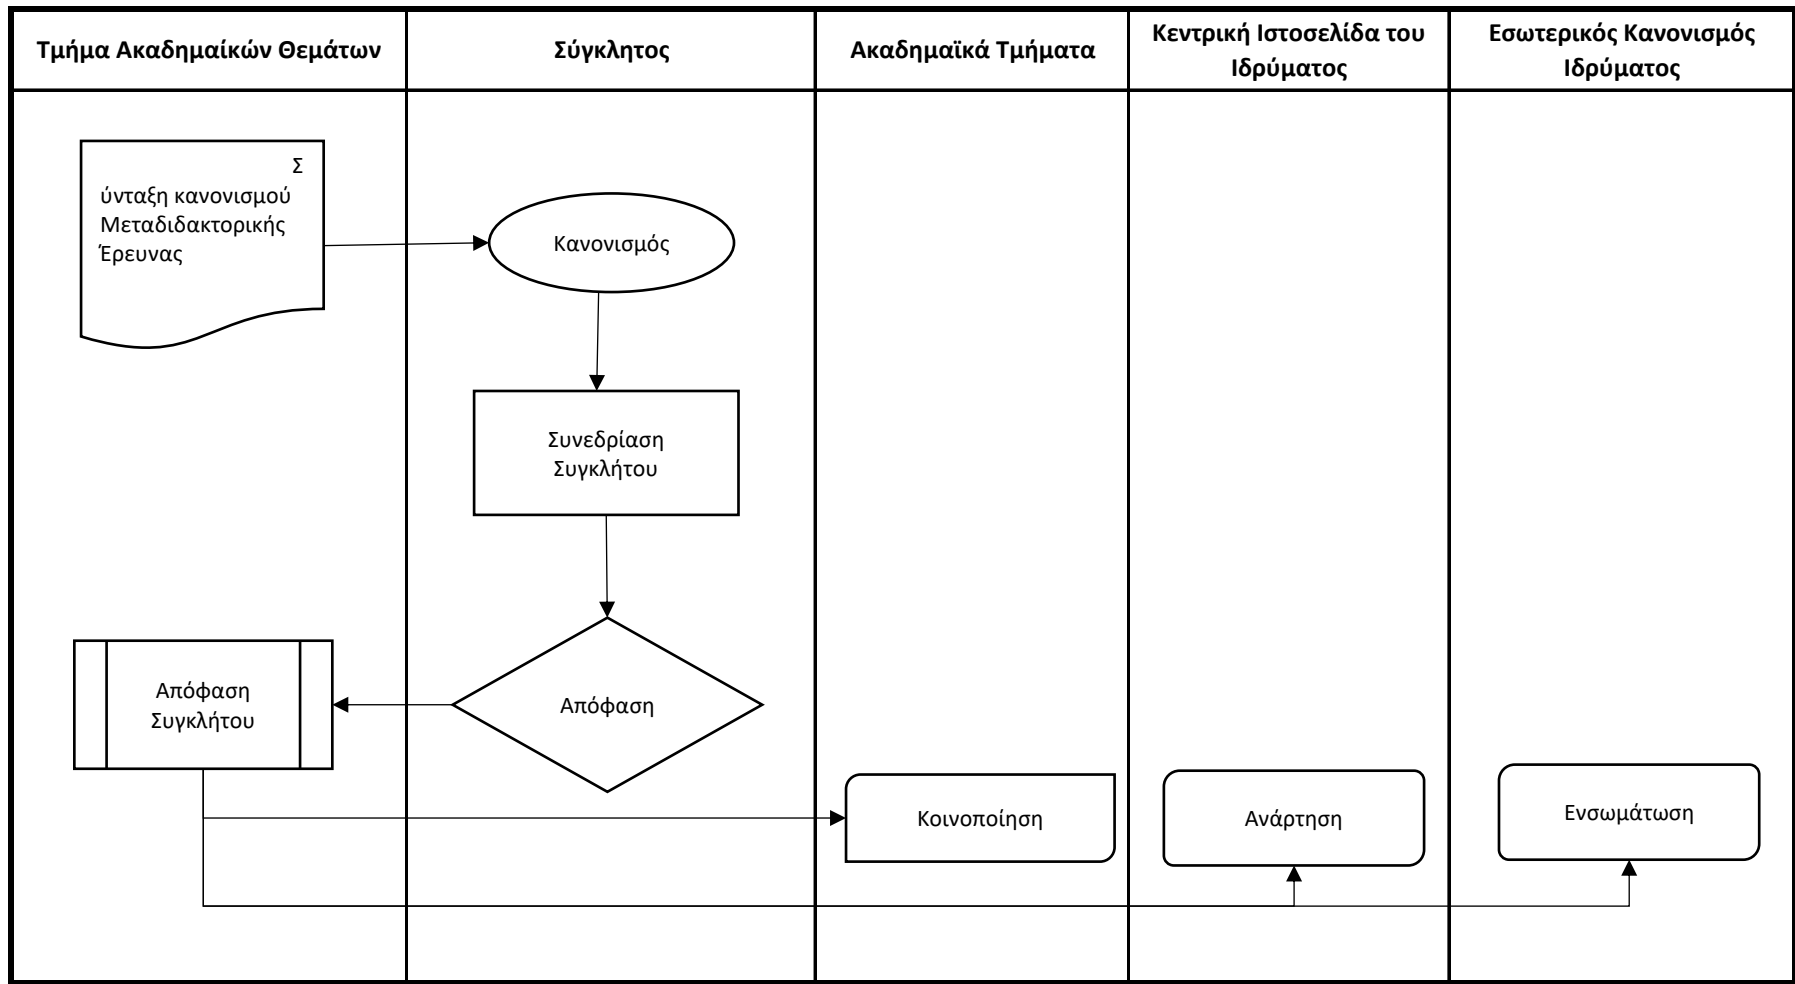 Τμήμα Ακαδημαίκών Θεμάτων
Σύγκλητος
Ακαδημαϊκά Τμήματα
Κεντρική Ιστοσελίδα του
Ιδρύματος
Εσωτερικός Κανονισμός
Ιδρύματος
Σ
ύνταξη κανονισμού
Μεταδιδακτορικής
Έρευνας
Κανονισμός
Συνεδρίαση
Συγκλήτου
Απόφαση
Συγκλήτου
Απόφαση
Κοινοποίηση
Ανάρτηση
Ενσωμάτωση